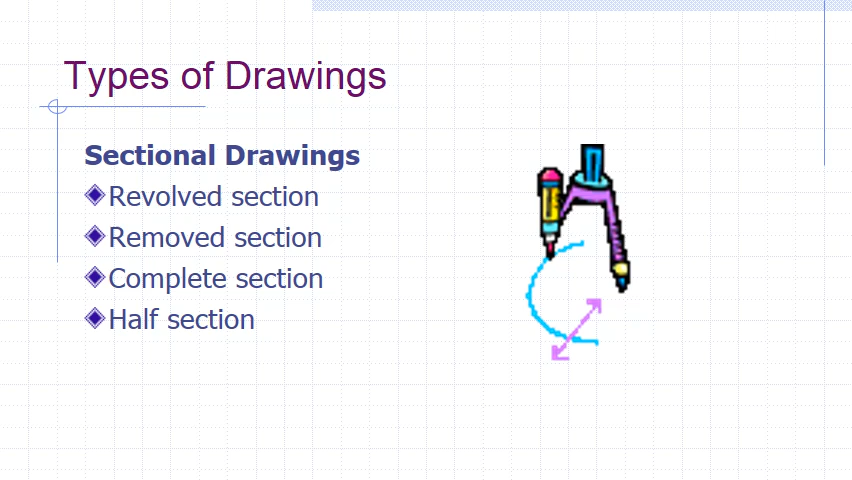 Types of Drawings
Sectional Drawings
Revolved section
Removed section
Complete section
Half section